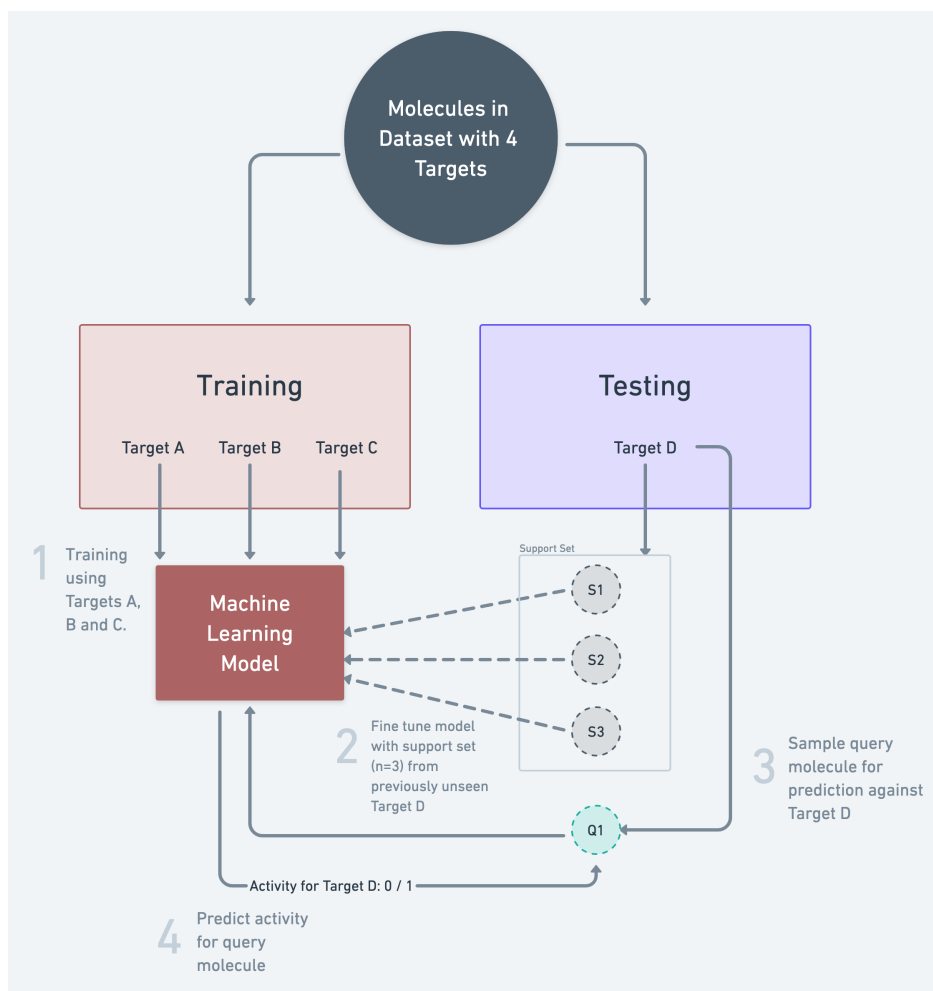 Molecules in
Dataset with 4
Targets
Training
Testing
Target A
Target B
Target C
Target D
1
Training
using
Targets A,
B and C.
Machine
Learning
Model
Support Set
S1
S2
S3
2
Fine tune model
with support set
(n=3) from
previously unseen
Target D
3
Sample query
molecule for
prediction against
Target D
Q1
Activity for Target D: 0 / 1
4
Predict activity
for query
molecule